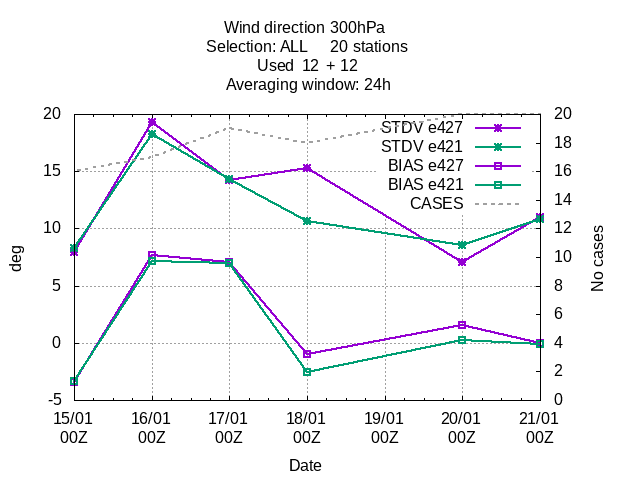 Wind direction 300hPa
Selection: ALL     20 stations
Used  12 + 12
Averaging window: 24h
20
15
10
5
0
-5
deg
STDV e427
STDV e421
BIAS e427
BIAS e421
CASES
20
18
16
14
12
10
8
6
4
2
0
No cases
15/01 16/01 17/01 18/01 19/01 20/01 21/01
00Z 00Z 00Z 00Z 00Z 00Z 00Z
Date